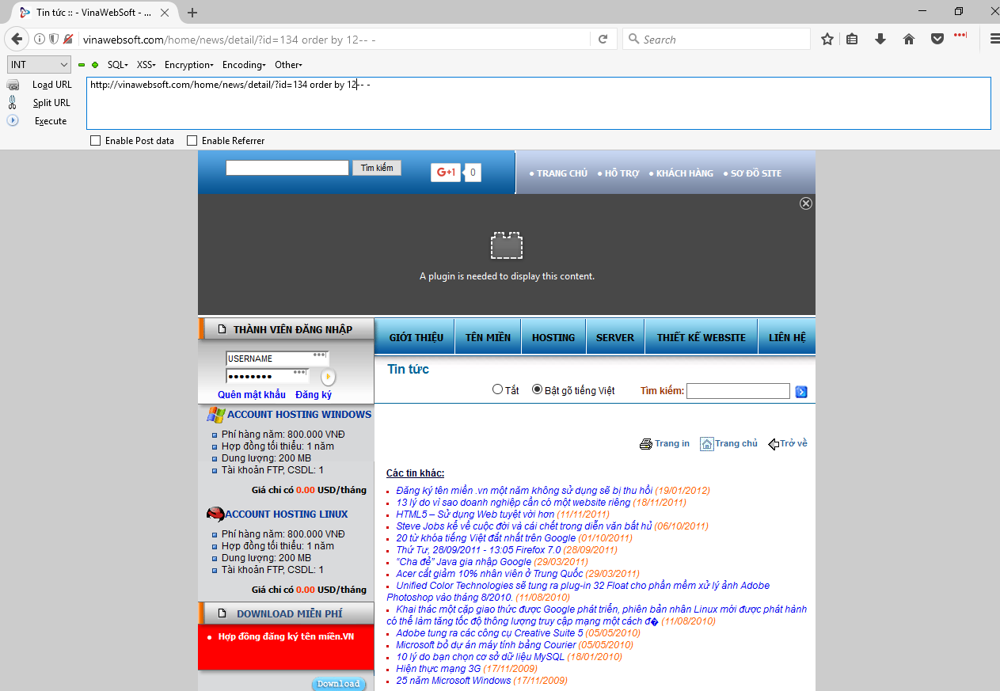 Tin tức :: - VinaWebSoft - ...
vinawebsoft.com/home/news/detail/?id=134 order by 12-- -
Search
INT
SQL
XSS
Encryption
Encoding
Other
Load URL
Split URL
Execute
http://vinawebsoft.com/home/news/detail/?id=134 order by 12-- -
Enable Post data
Enable Referrer
Tìm kiếm
G+1
0
TRANG CHỦ
HỖ TRỢ
KHÁCH HÀNG
SƠ ĐỒ SITE
A plugin is needed to display this content.
THÀNH VIÊN ĐĂNG NHẬP
GIỚI THIỆU
TÊN MIỀN
HOSTING
SERVER
THIẾT KẾ WEBSITE
LIÊN HỆ
USERNAME
Quên mật khẩu
Đăng ký
Tin tức
Tắt
Bật gõ tiếng Việt
Tìm kiếm:
ACCOUNT HOSTING WINDOWS
Phí hàng năm: 800.000 VNĐ
Hợp đồng tối thiểu: 1 năm
Dung lượng: 200 MB
Tài khoản FTP, CSDL: 1
Giá chỉ có 0.00 USD/tháng
ACCOUNT HOSTING LINUX
Phí hàng năm: 800.000 VNĐ
Hợp đồng tối thiểu: 1 năm
Dung lượng: 200 MB
Tài khoản FTP, CSDL: 1
Giá chỉ có 0.00 USD/tháng
DOWNLOAD MIỄN PHÍ
Hợp đồng đăng ký tên miền.VN
Download
Trang in
Trang chủ
Trở về
Các tin khác:
Đăng ký tên miền .vn một năm không sử dụng sẽ bị thu hồi (19/01/2012)
13 lý do vì sao doanh nghiệp cần có một website riêng (18/11/2011)
HTML5 – Sử dụng Web tuyệt vời hơn (11/11/2011)
Steve Jobs kể về cuộc đời và cái chết trong diễn văn bất hủ (06/10/2011)
20 từ khóa tiếng Việt đắt nhất trên Google (01/10/2011)
Thứ Tư, 28/09/2011 - 13:05 Firefox 7.0 (28/09/2011)
"Cha đẻ" Java gia nhập Google (29/03/2011)
Acer cắt giảm 10% nhân viên ở Trung Quốc (29/03/2011)
Unified Color Technologies sẽ tung ra plug-in 32 Float cho phần mềm xử lý ảnh Adobe
Photoshop vào tháng 8/2010. (11/08/2010)
Khai thác một cặp giao thức được Google phát triển, phiên bản nhân Linux mới được phát hành
có thể làm tăng tốc độ thông lượng truy cập mạng một cách đ� (11/08/2010)
Adobe tung ra các công cụ Creative Suite 5 (05/05/2010)
Microsoft bỏ dự án máy tính bảng Courier (05/05/2010)
10 lý do bạn chọn cơ sở dữ liệu MySQL (18/01/2010)
Hiện thực mạng 3G (17/11/2009)
25 năm Microsoft Windows (17/11/2009)